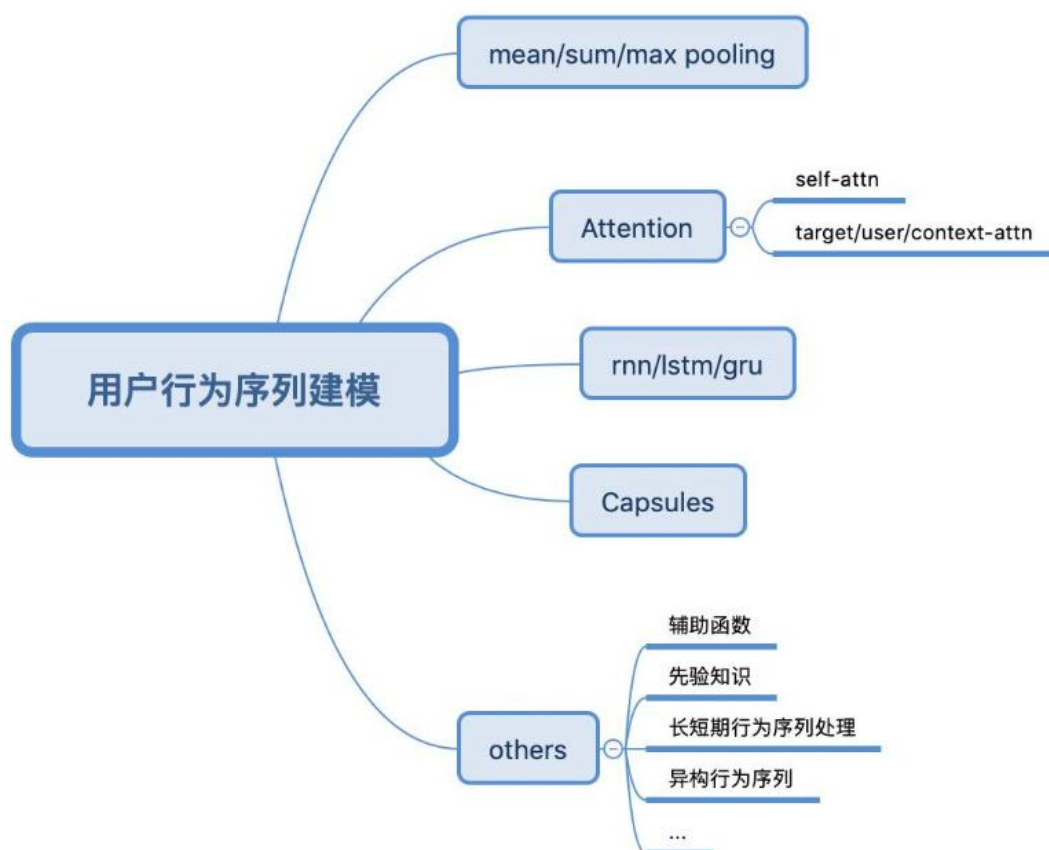 mean/sum/max pooling
self-attn
Attention
target/user/context-attn
rnn/lstm/gru
用户行为序列建模
Capsules
辅助函数
先验知识
长短期行为序列处理
others
异构行为序列
...